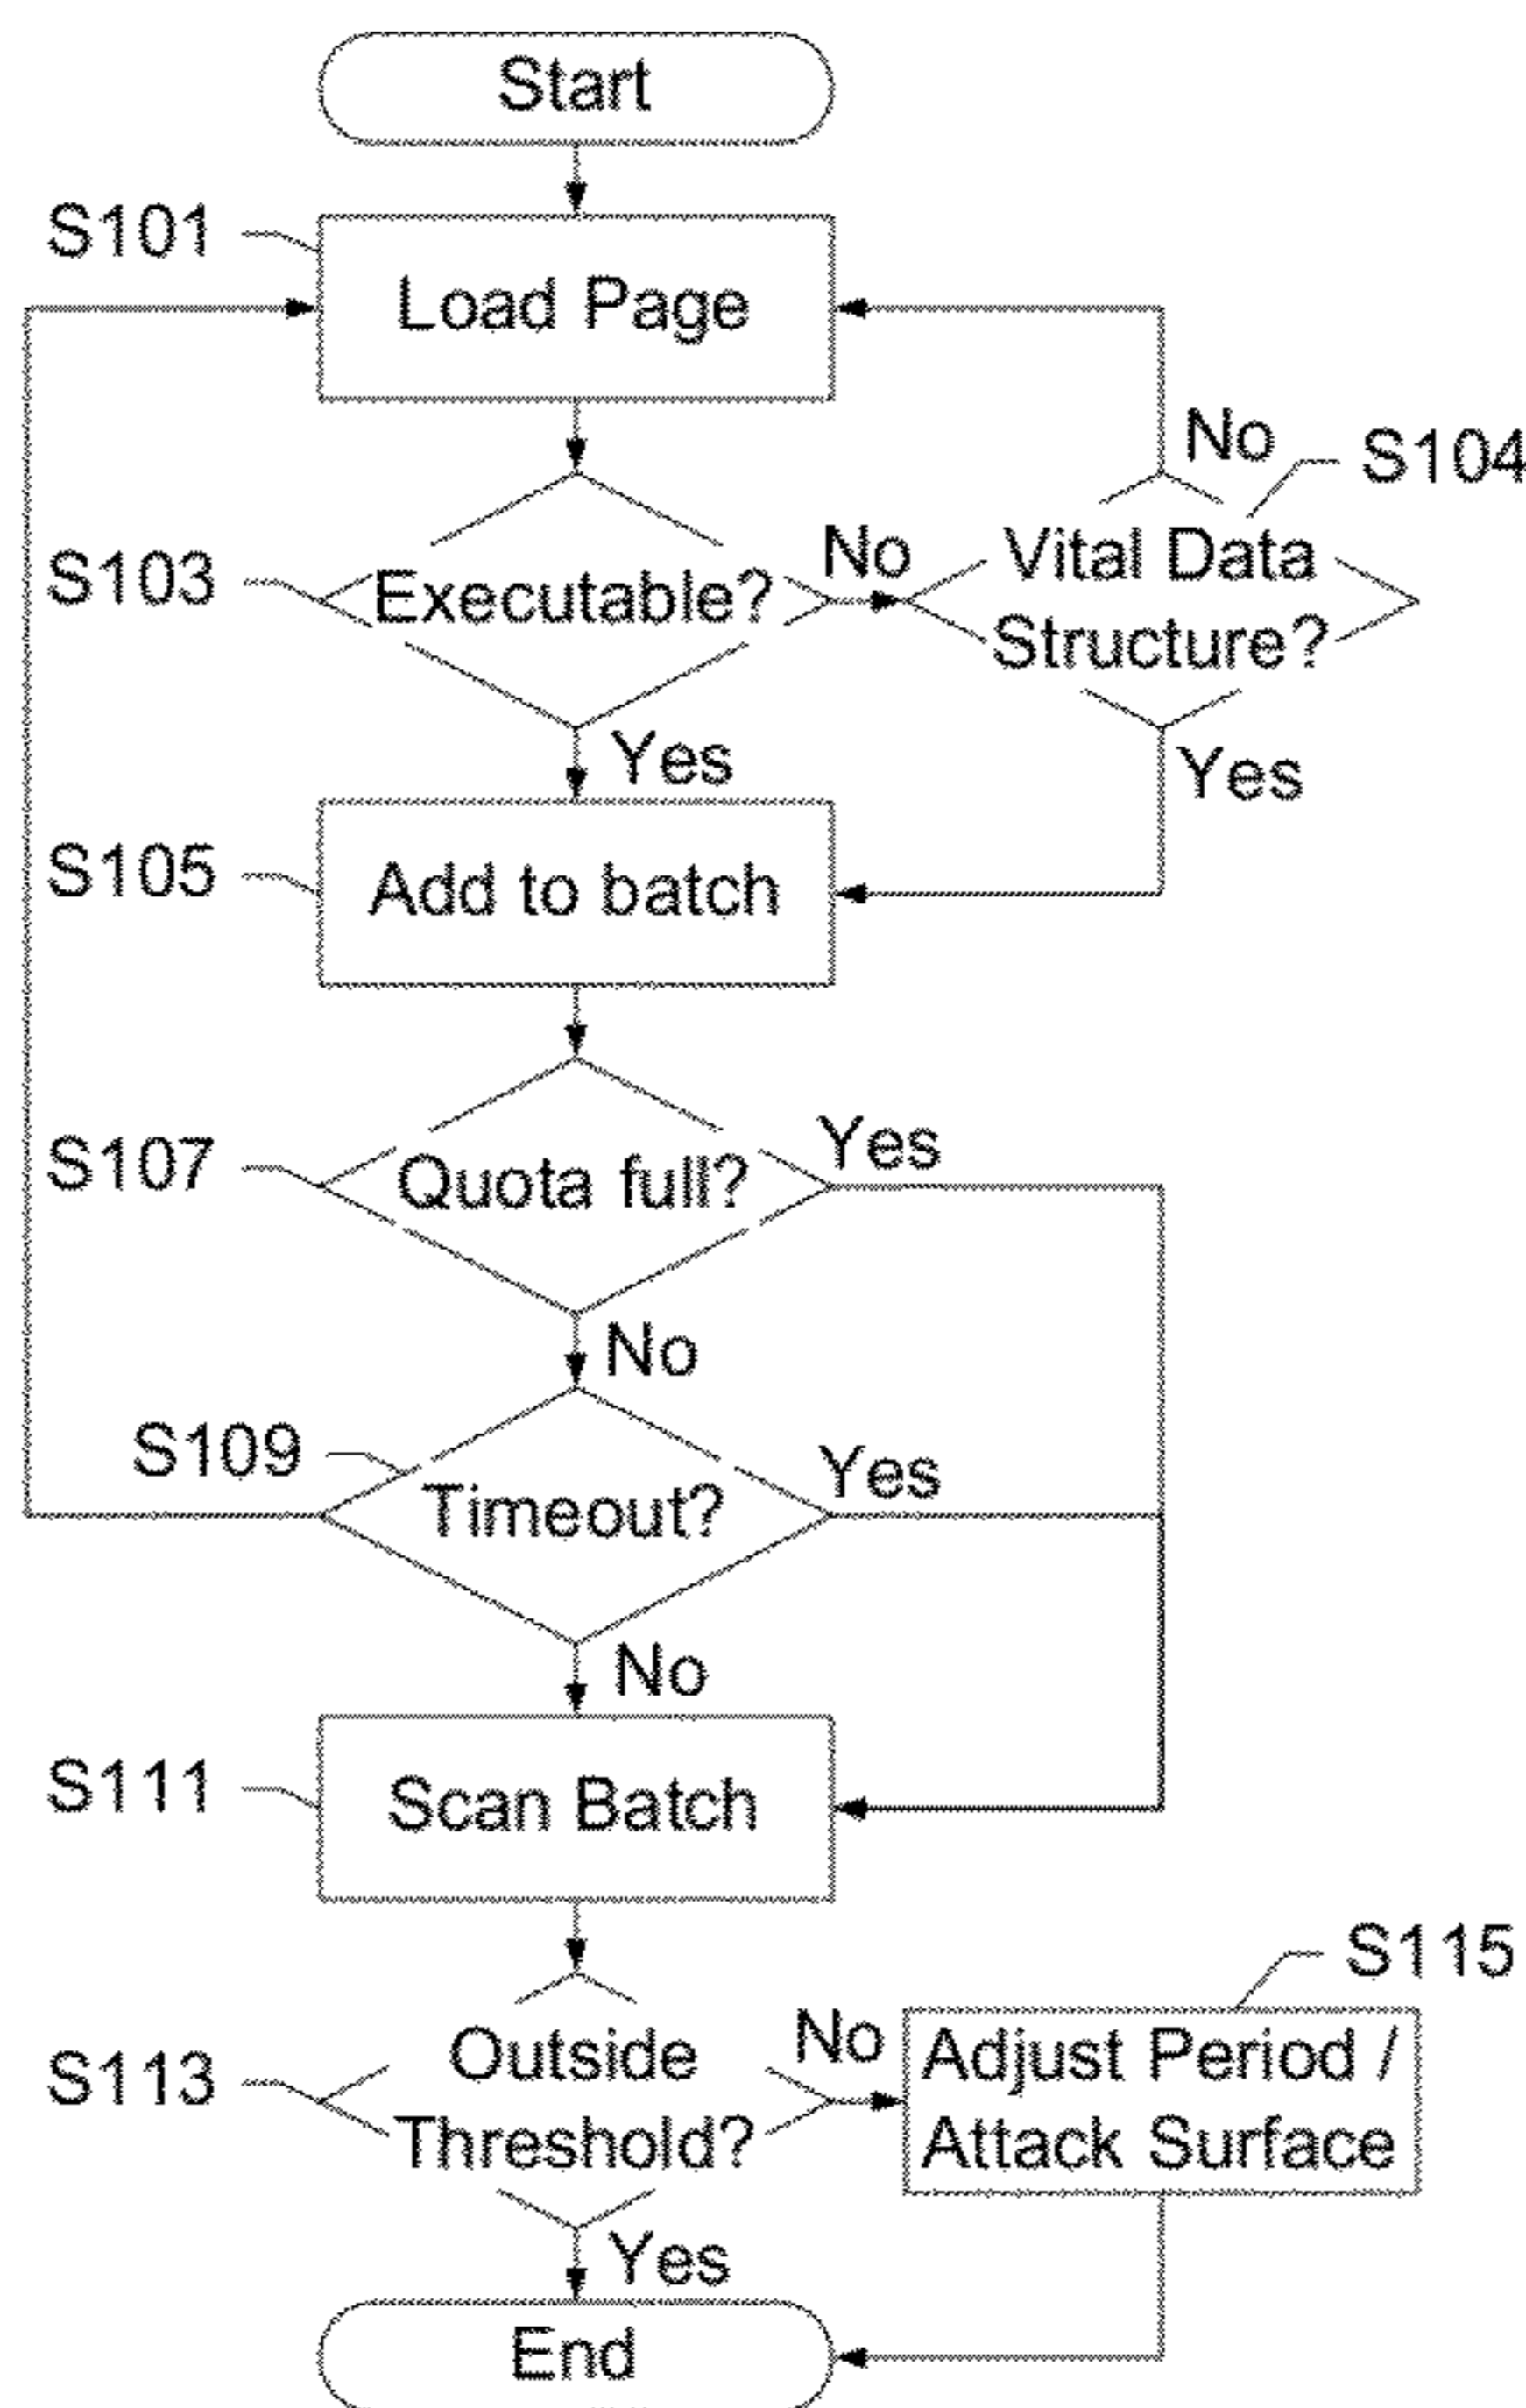 Start
S101
Load Page
No
S104
S103
Executable?
No
Vital Data
Structure?
Yes
Yes
S105
Add to batch
S107
Quota full?
Yes
No
S109
Timeout?
Yes
No
S111
Scan Batch
S115
S113
Outside
Threshold?
No
Adjust Period /
Attack Surface
Yes
End